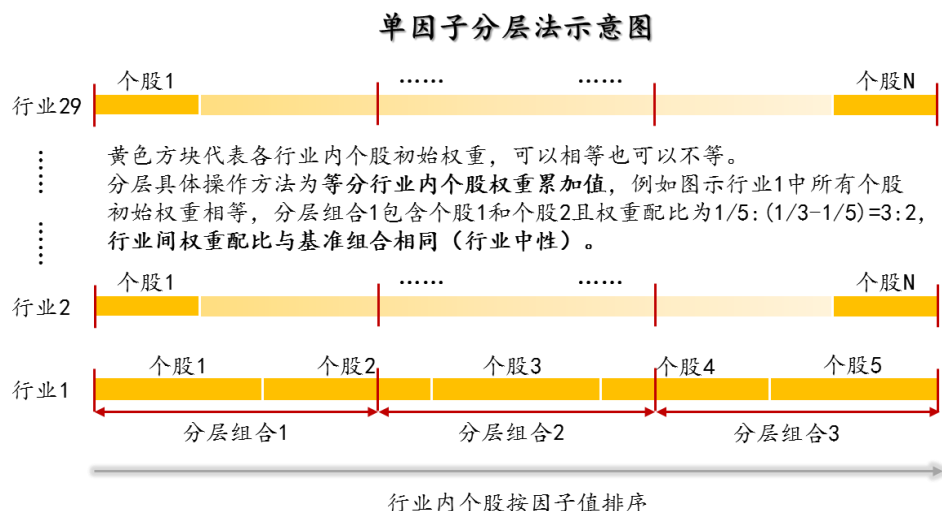 单因子分层法示意图
个股1 …… …… 个股N
行业29
……
黄色方块代表各行业内个股初始权重，可以相等也可以不等。
分层具体操作方法为等分行业内个股权重累加值，例如图示行业1中所有个股
初始权重相等，分层组合1包含个股1和个股2且权重配比为1/5:(1/3-1/5)=3:2，
行业间权重配比与基准组合相同（行业中性）。
……
个股1 …… …… 个股N
行业2
个股1 个股2 个股3 个股4 个股5
行业1
分层组合1 分层组合2 分层组合3
行业内个股按因子值排序